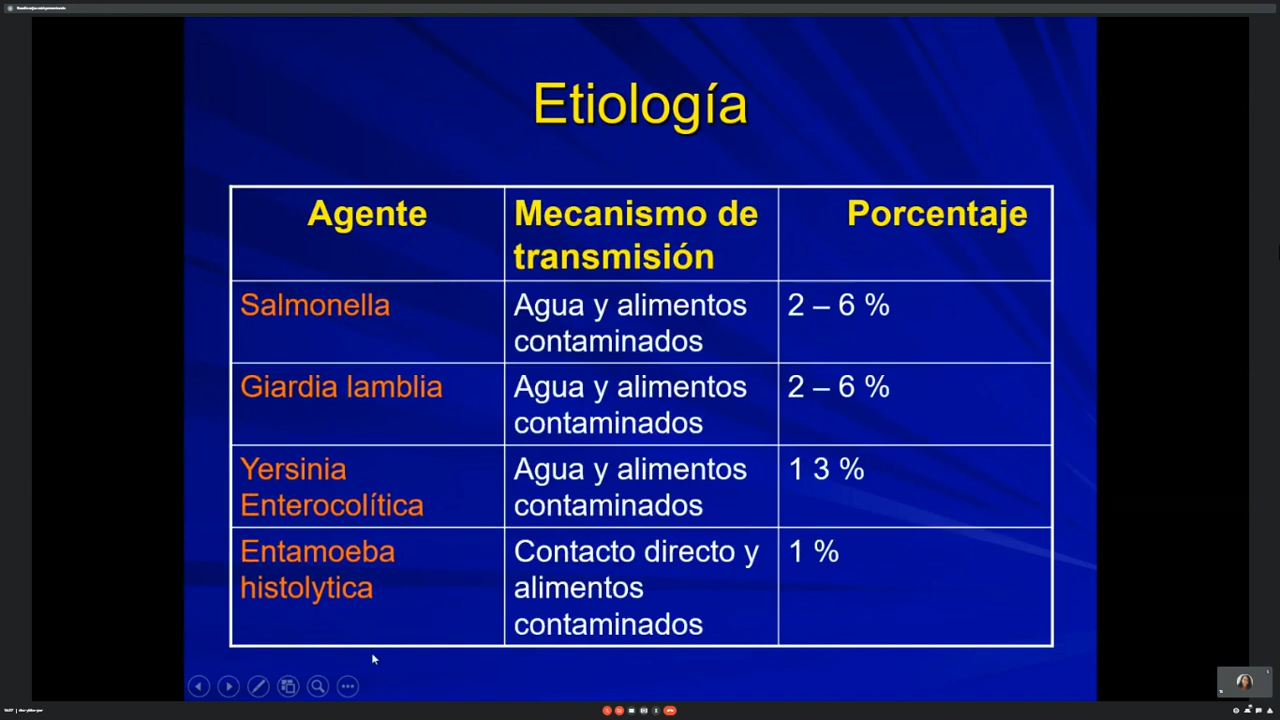 Etiología
Agente
Mecanismo de
transmisión
Porcentaje
Salmonella
Agua y alimentos
contaminados
2 – 6 %
Giardia lamblia
Agua y alimentos
contaminados
2 – 6 %
Yersinia
Enterocolítica
Agua y alimentos
contaminados
1 3 %
Entamoeba
histolytica
Contacto directo y
alimentos
contaminados
1 %